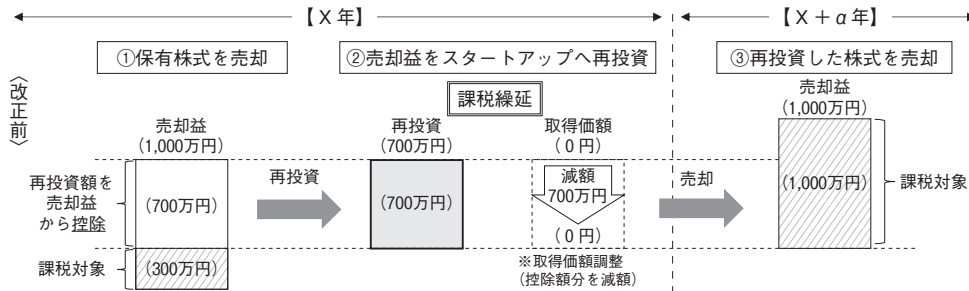 【X年】
【X+α年】
①保有株式を売却
②売却益をスタートアップへ再投資
③再投資した株式を売却
〈改正前〉
課税繰延
売却益
(1,000万円)
再投資額を
売却益
から控除
(700万円)
課税対象
(300万円)
再投資
再投資
(700万円)
(700万円)
取得価額
(0円)
減額
700万円
(0円)
※取得価額調整
(控除額分を減額)
売却
売却益
(1,000万円)
(1,000万円)
課税対象